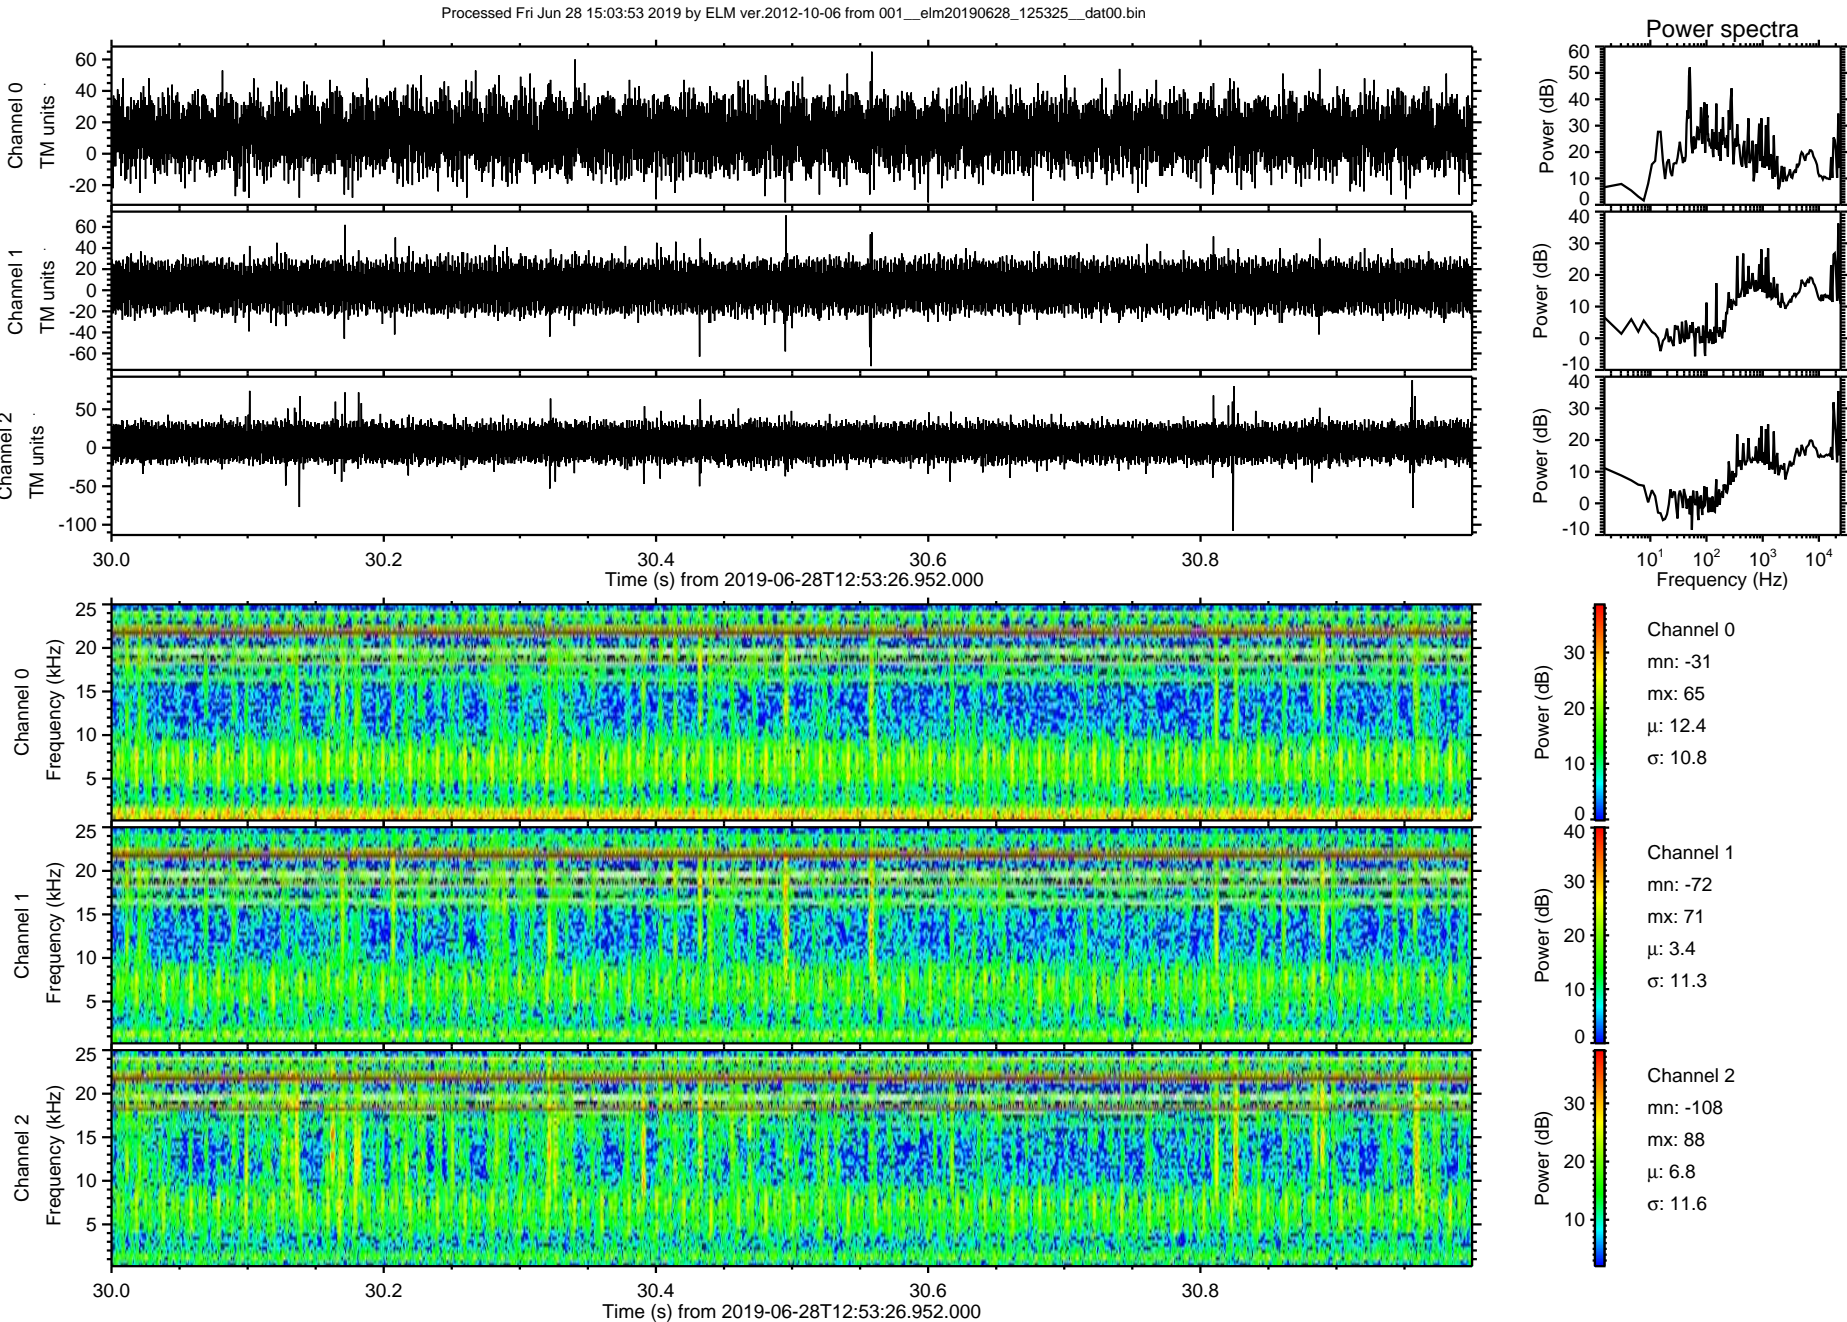 Processed Fri Jun 28 15:03:53 2019 by ELM ver.2012-10-06 from 001__elm20190628_125325__dat00.bin
Power spectra
Channel 0
TM units
60
40
20
0
-20
Power (dB)
60
50
40
30
20
10
0
Channel 1
TM units
60
40
20
0
-20
-40
-60
Power (dB)
40
30
20
10
0
-10
Channel 2
TM units
50
0
-50
-100
Power (dB)
40
30
20
10
0
-10
30.0 30.2 30.4 30.6 30.8
Time (s) from 2019-06-28T12:53:26.952.000
10¹ 10² 10³ 10⁴
Frequency (Hz)
Channel 0
Frequency (kHz)
25
20
15
10
5
Power (dB)
30
20
10
0
Channel 0
mn: -31
mx: 65
μ: 12.4
σ: 10.8
Channel 1
Frequency (kHz)
25
20
15
10
5
Power (dB)
40
30
20
10
0
Channel 1
mn: -72
mx: 71
μ: 3.4
σ: 11.3
Channel 2
Frequency (kHz)
25
20
15
10
5
Power (dB)
30
20
10
Channel 2
mn: -108
mx: 88
μ: 6.8
σ: 11.6
30.0 30.2 30.4 30.6 30.8
Time (s) from 2019-06-28T12:53:26.952.000